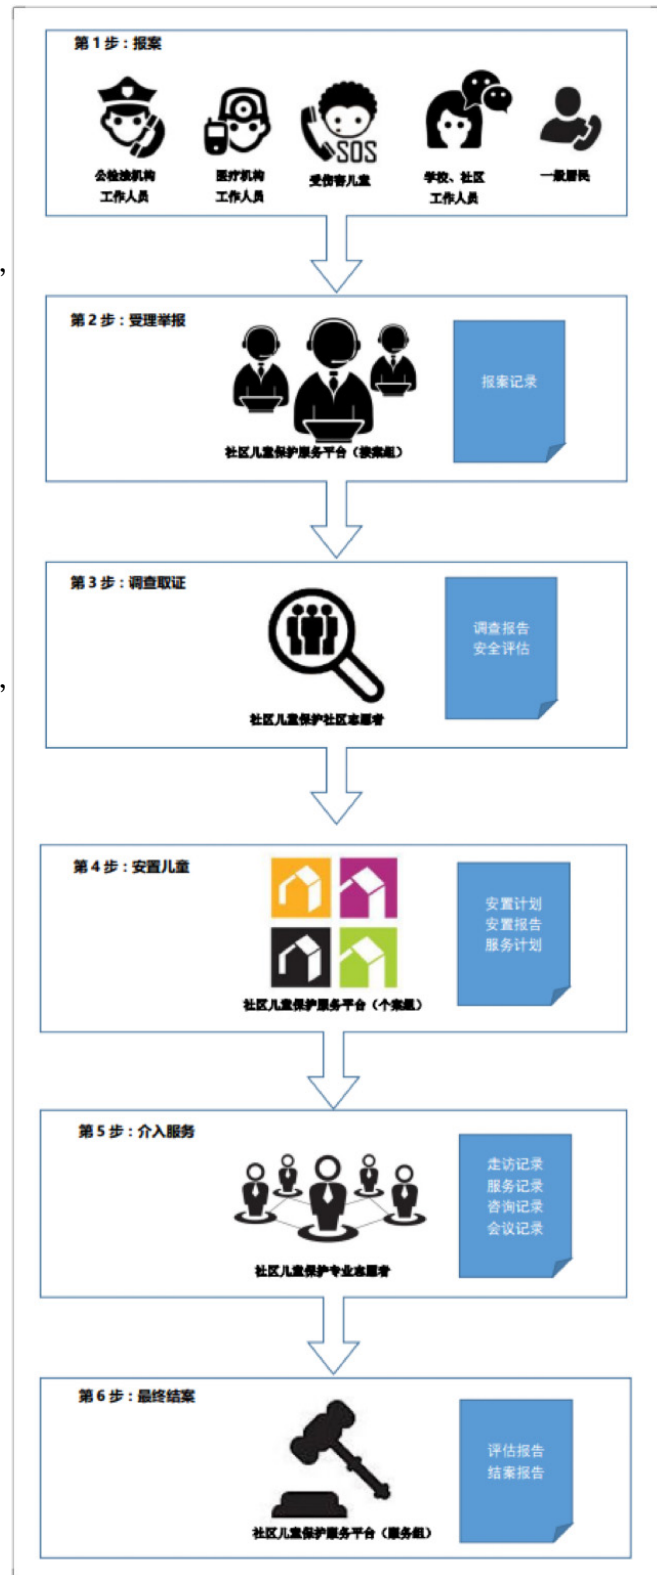 第 1 步：报案
SOS
公检法机构
工作人员
医疗机构
工作人员
受伤害儿童
学校、社区
工作人员
一般居民
,
第 2 步：受理举报
报案记录
社区儿童保护服务平台（接案组）
第 3 步：调查取证
调查报告
安全评估
,
社区儿童保护社区志愿者
第 4 步：安置儿童
安置计划
安置报告
服务计划
社区儿童保护服务平台（个案组）
第 5 步：介入服务
走访记录
服务记录
咨询记录
会议记录
社区儿童保护专业志愿者
第 6 步：最终结案
评估报告
结案报告
社区儿童保护服务平台（服务组）